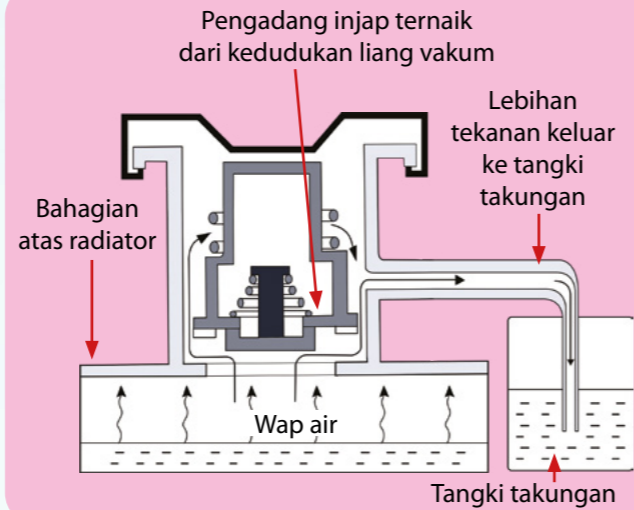 Pengadang injap ternaik
dari kedudukan liang vakum
Lebihan
tekanan keluar
ke tangki
takungan
Bahagian
atas radiator
Wap air
Tangki takungan